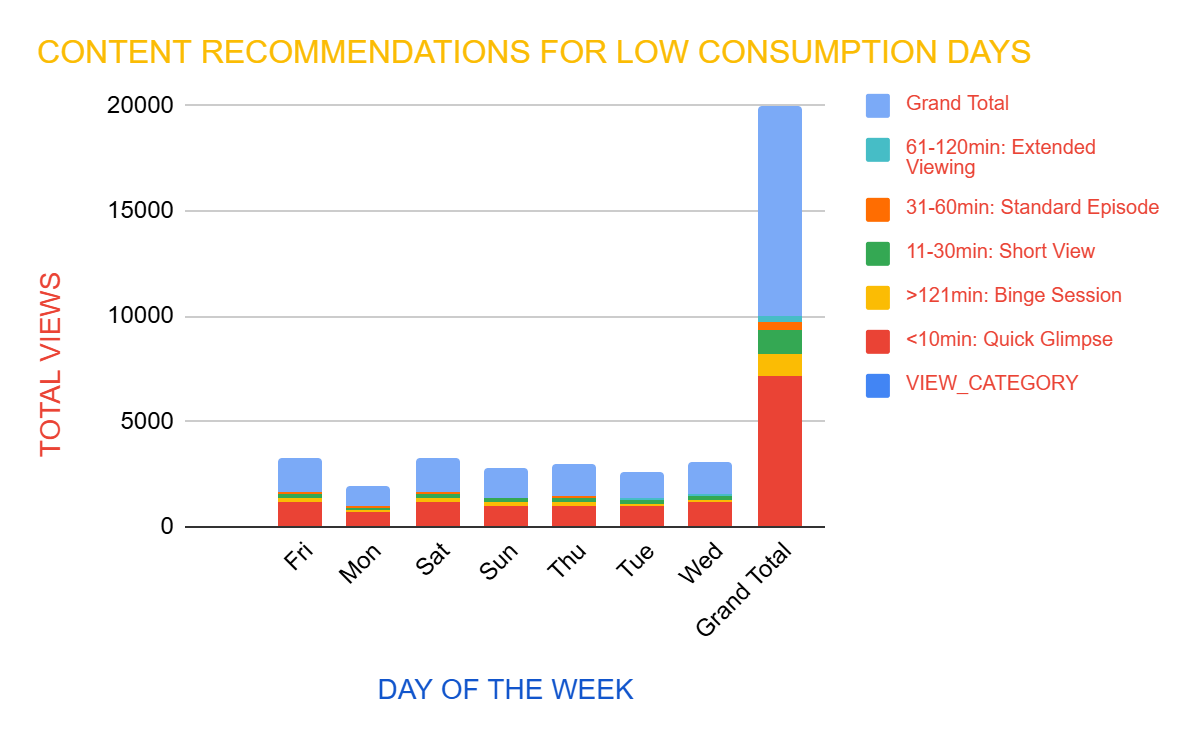 CONTENT RECOMMENDATIONS FOR LOW CONSUMPTION DAYS
TOTAL VIEWS
20000
15000
10000
5000
0
Fri
Mon
Sat
Sun
Thu
Tue
Wed
Grand Total
DAY OF THE WEEK
Grand Total
61-120min: Extended
Viewing
31-60min: Standard Episode
11-30min: Short View
>121min: Binge Session
<10min: Quick Glimpse
VIEW_CATEGORY